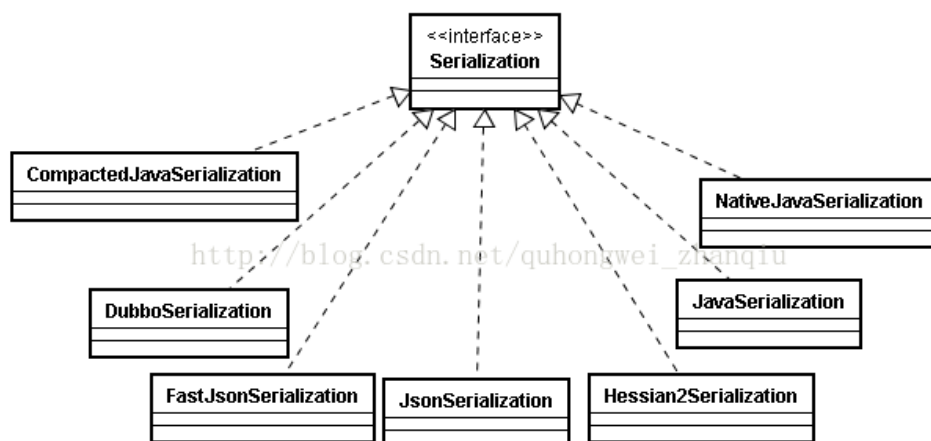 <<interface>>
Serialization
CompactedJavaSerialization
NativeJavaSerialization
http://blog.csdn.net/quhongwei_zhanqiu
DubboSerialization
JavaSerialization
FastJsonSerialization
JsonSerialization
Hessian2Serialization